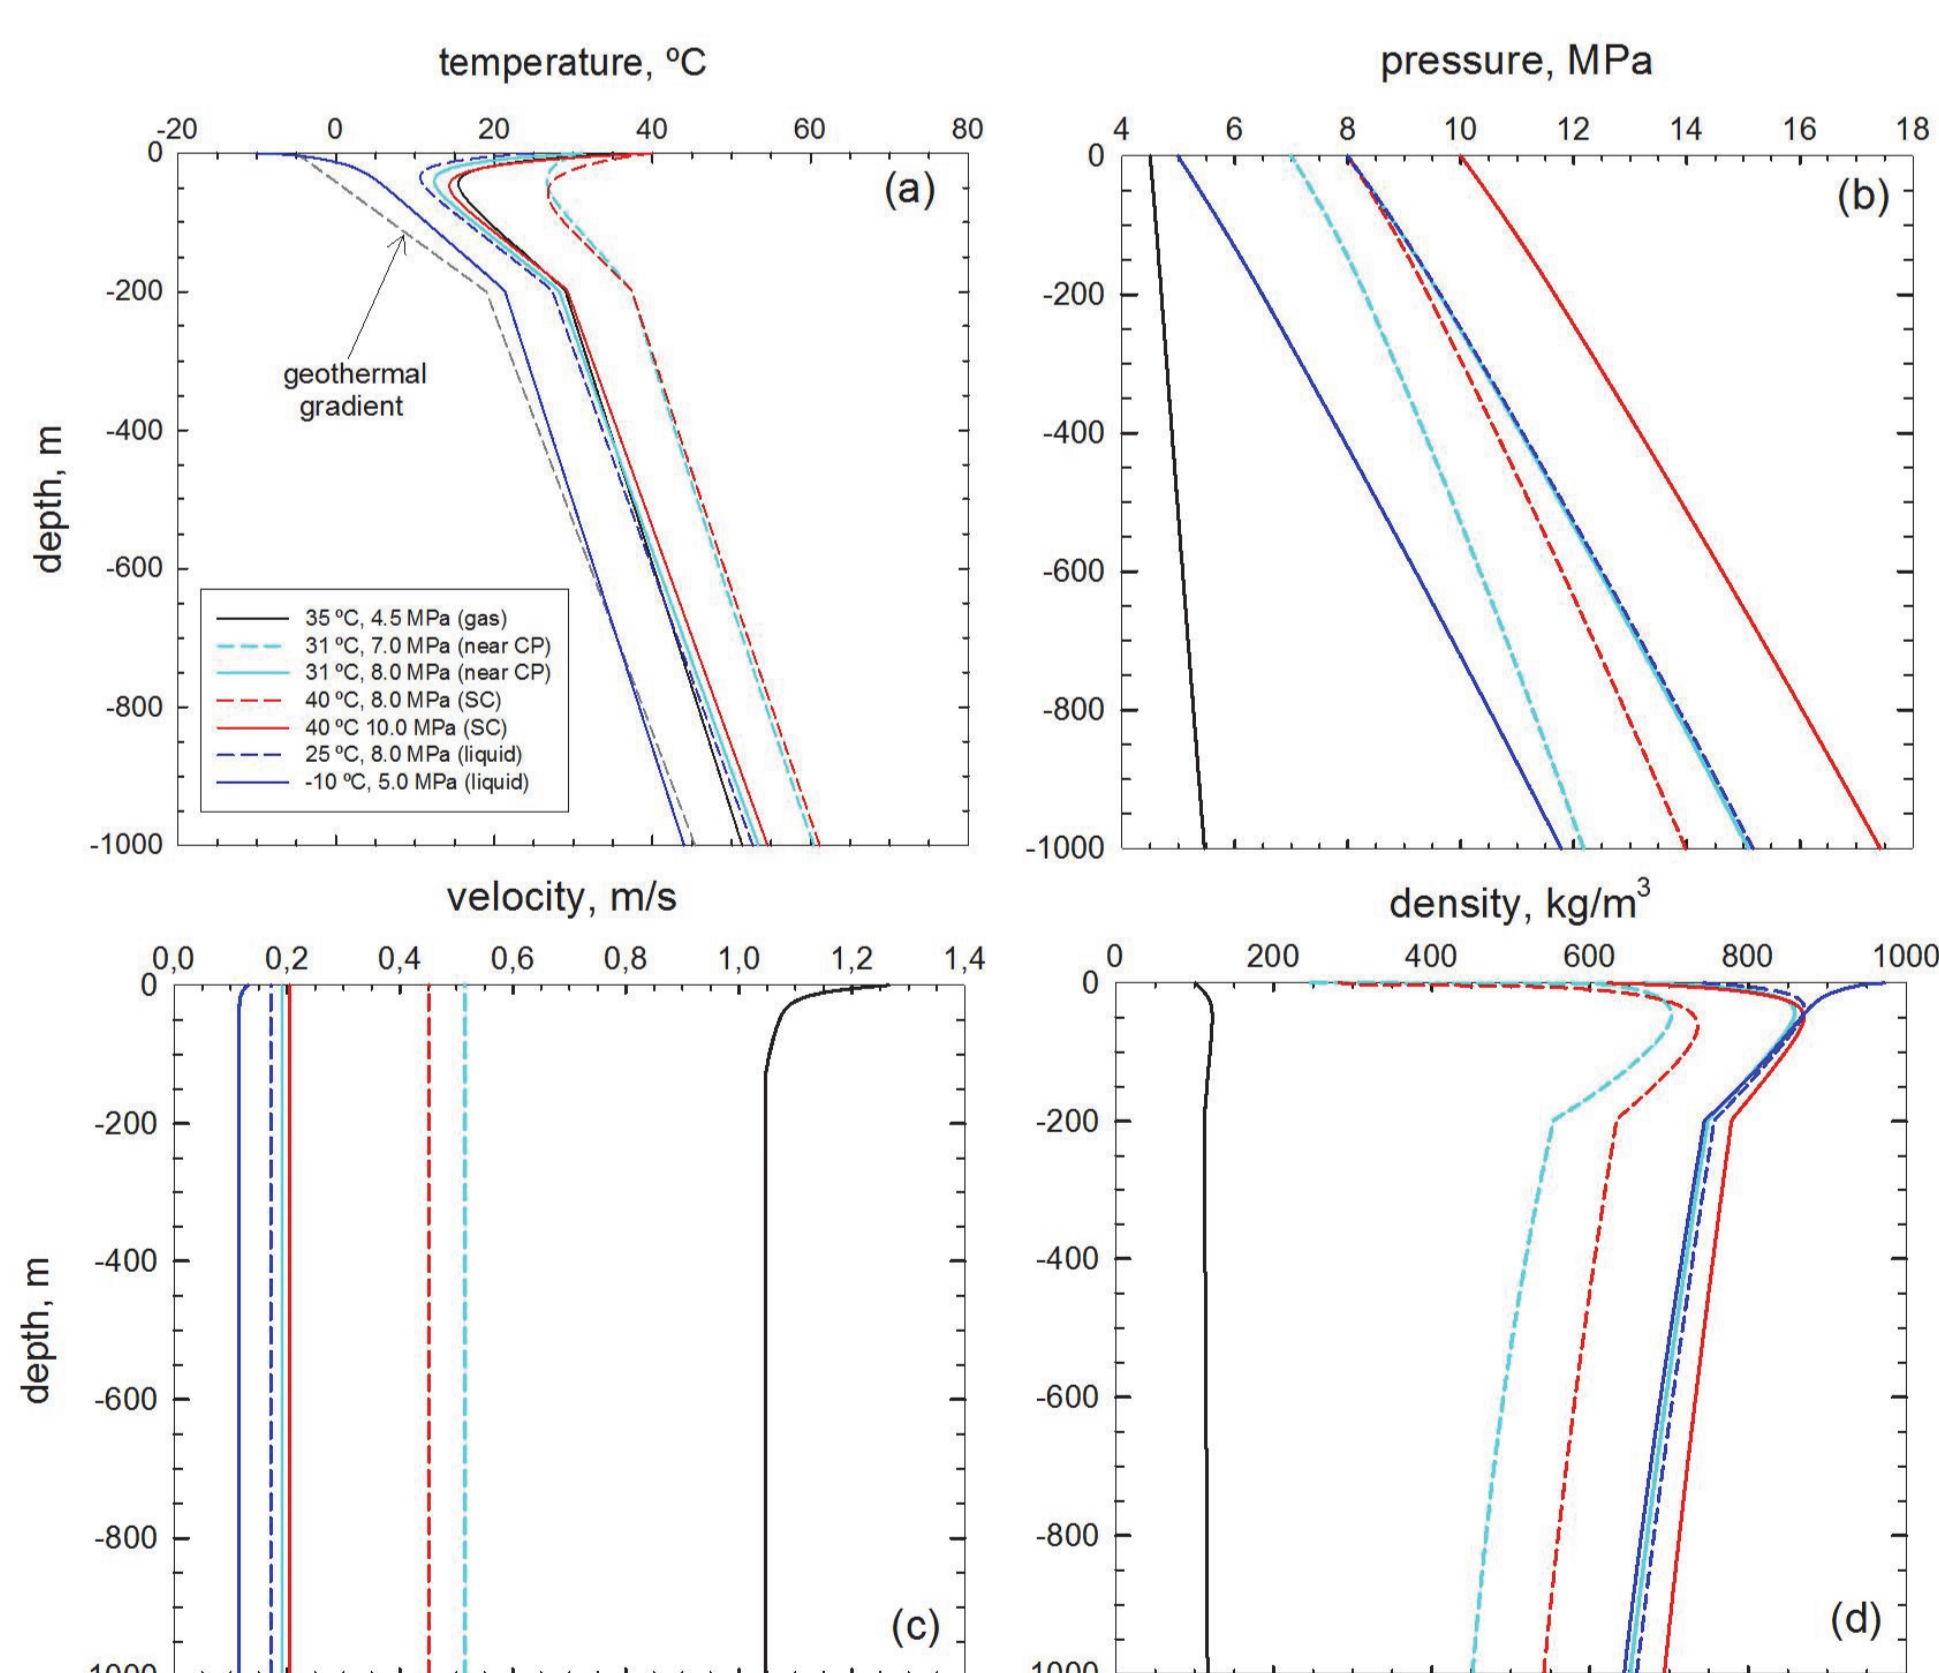 temperature, ºC
-20 0 20 40 60 80
0
-200
-400
-600
-800
-1000
depth, m
(a)
geothermal
gradient
35 ºC, 4.5 MPa (gas)
31 ºC, 7.0 MPa (near CP)
31 ºC, 8.0 MPa (near CP)
40 ºC, 8.0 MPa (SC)
40 ºC 10.0 MPa (SC)
25 ºC, 8.0 MPa (liquid)
-10 ºC, 5.0 MPa (liquid)
pressure, MPa
4 6 8 10 12 14 16 18
0
-200
-400
-600
-800
-1000
(b)
velocity, m/s
0,0 0,2 0,4 0,6 0,8 1,0 1,2 1,4
0
-200
-400
-600
-800
-1000
depth, m
(c)
density, kg/m³
0 200 400 600 800 1000
0
-200
-400
-600
-800
-1000
(d)